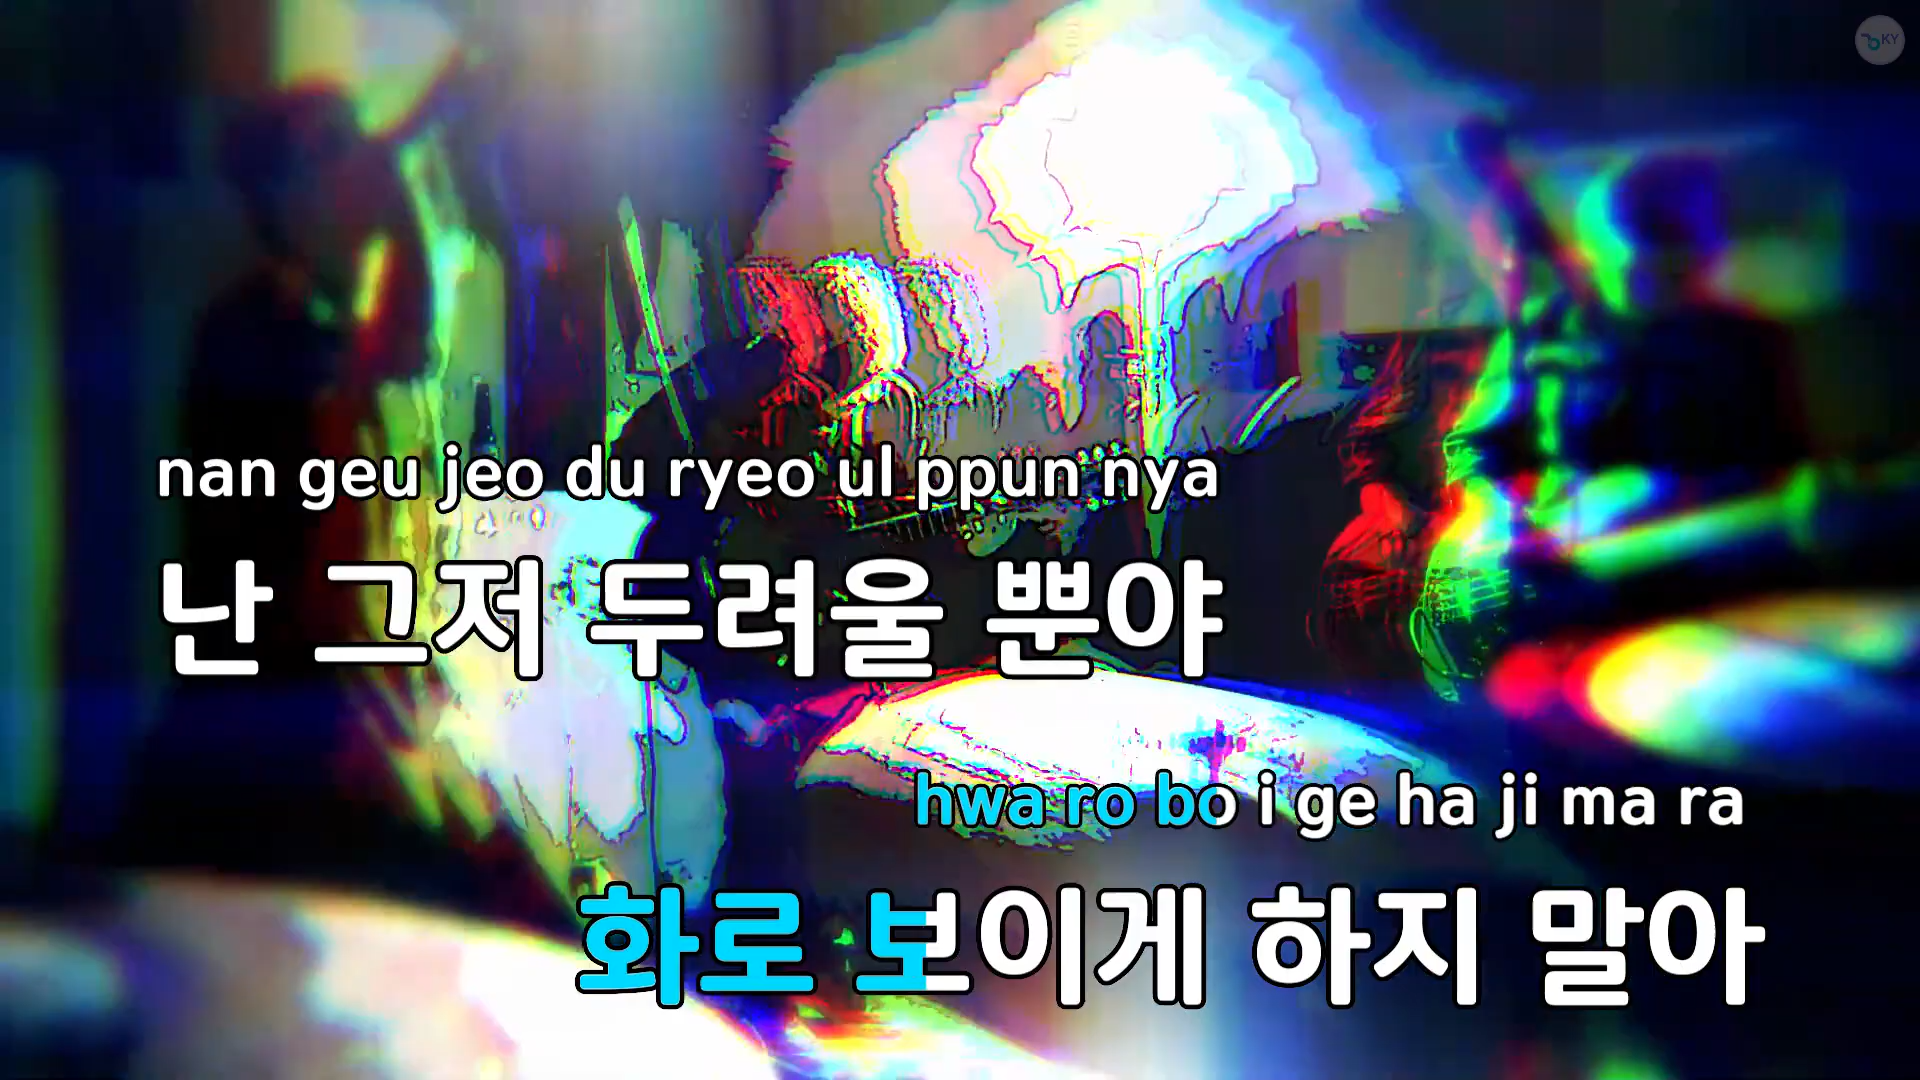 KY
nan geu jeo du ryeo ul ppun nya
난 그저 두려울 뿐야
hwa ro bo i ge ha ji ma ra
화로 보이게 하지 말아